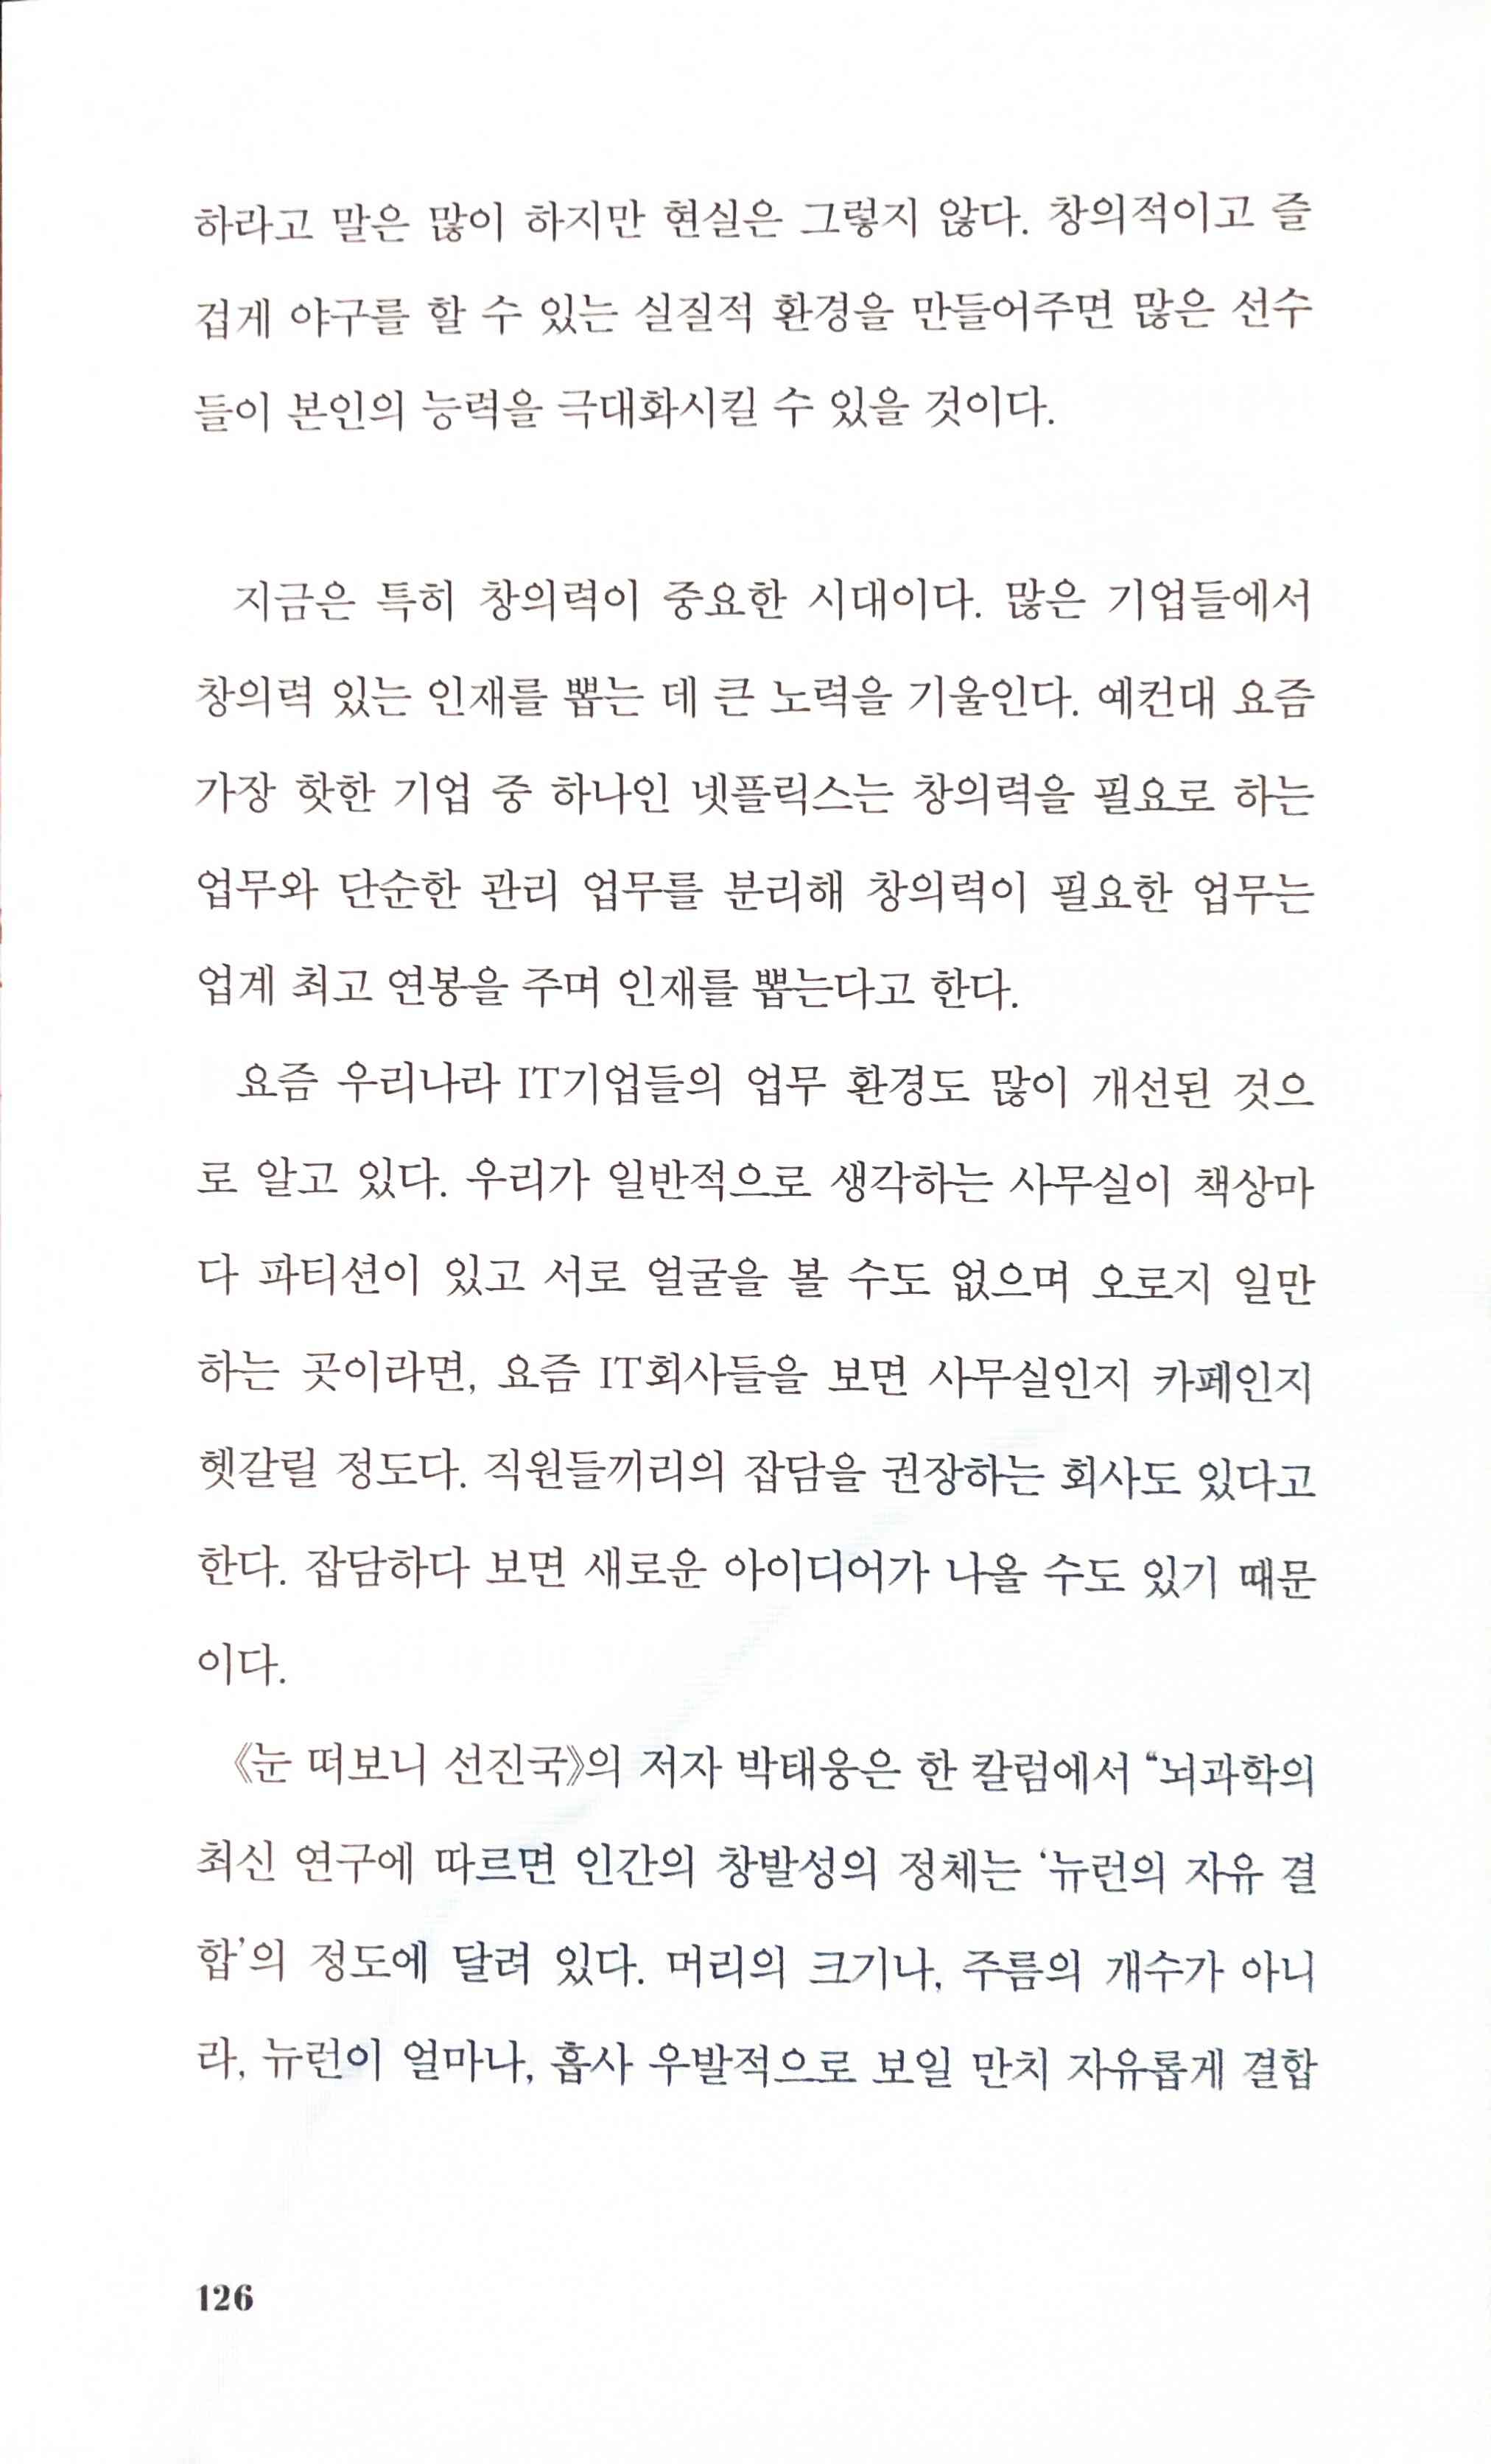 하라고 말은 많이 하지만 현실은 그렇지 않다. 창의적이고 즐
겁게 야구를 할 수 있는 실질적 환경을 만들어주면 많은 선수
들이 본인의 능력을 극대화시킬 수 있을 것이다.
지금은 특히 창의력이 중요한 시대이다. 많은 기업들에서
창의력 있는 인재를 뽑는 데 큰 노력을 기울인다. 예컨대 요즘
가장 핫한 기업 중 하나인 넷플릭스는 창의력을 필요로 하는
업무와 단순한 관리 업무를 분리해 창의력이 필요한 업무는
업계 최고 연봉을 주며 인재를 뽑는다고 한다.
요즘 우리나라 IT기업들의 업무 환경도 많이 개선된 것으
로 알고 있다. 우리가 일반적으로 생각하는 사무실이 책상마
다 파티션이 있고 서로 얼굴을 볼 수도 없으며 오로지 일만
하는 곳이라면, 요즘 IT회사들을 보면 사무실인지 카페인지
헷갈릴 정도다. 직원들끼리의 잡담을 권장하는 회사도 있다고
한다. 잡담하다 보면 새로운 아이디어가 나올 수도 있기 때문
이다.
《눈 떠보니 선진국》의 저자 박태웅은 한 칼럼에서 “뇌과학의
최신 연구에 따르면 인간의 창발성의 정체는 ‘뉴런의 자유 결
합’의 정도에 달려 있다. 머리의 크기나, 주름의 개수가 아니
라, 뉴런이 얼마나, 흡사 우발적으로 보일 만치 자유롭게 결합
126